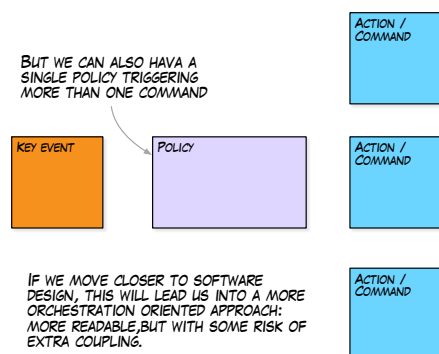 ACTION /
COMMAND
BUT WE CAN ALSO HAVA A
SINGLE POLICY TRIGGERING
MORE THAN ONE COMMAND
KEY EVENT
POLICY
ACTION /
COMMAND
IF WE MOVE CLOSER TO SOFTWARE
DESIGN, THIS WILL LEAD US INTO A MORE
ORCHESTRATION ORIENTED APPROACH:
MORE READABLE,BUT WITH SOME RISK OF
EXTRA COUPLING.
ACTION /
COMMAND